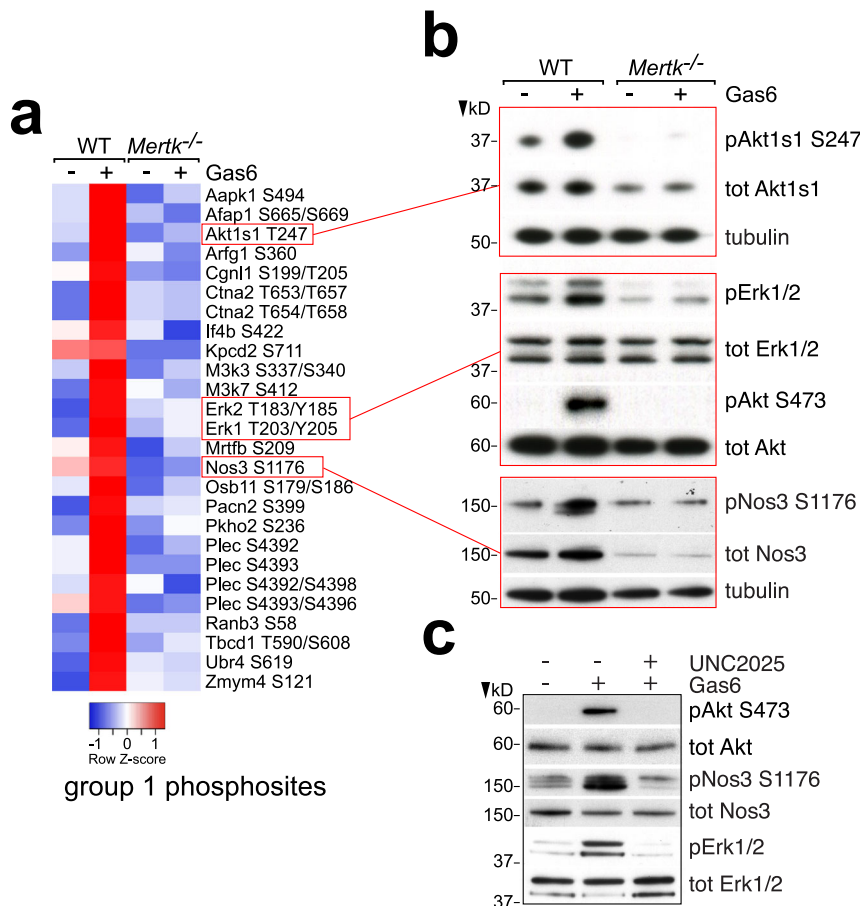 a
WT Mertk-/-
- + - + Gas6
Aapk1 S494
Afap1 S665/S669
Akt1s1 T247
Arfg1 S360
Cgnl1 S199/T205
Ctna2 T653/T657
Ctna2 T654/T658
If4b S422
Kpcd2 S711
M3k3 S337/S340
M3k7 S412
Erk2 T183/Y185
Erk1 T203/Y205
Mrtfb S209
Nos3 S1176
Osb11 S179/S186
Pacn2 S399
Pkho2 S236
Plec S4392
Plec S4393
Plec S4392/S4398
Plec S4393/S4396
Ranb3 S58
Tbcd1 T590/S608
Ubr4 S619
Zmym4 S121
-1 0 1
Row Z-score
group 1 phosphosites
b
WT Mertk-/-
- + - + Gas6
▼kD
37- pAkt1s1 S247
37- tot Akt1s1
50- tubulin
37- pErk1/2
37- tot Erk1/2
60- pAkt S473
60- tot Akt
150- pNos3 S1176
150- tot Nos3
50- tubulin
c
- - + UNC2025
- + + Gas6
▼kD
60- pAkt S473
60- tot Akt
150- pNos3 S1176
150- tot Nos3
37- pErk1/2
37- tot Erk1/2